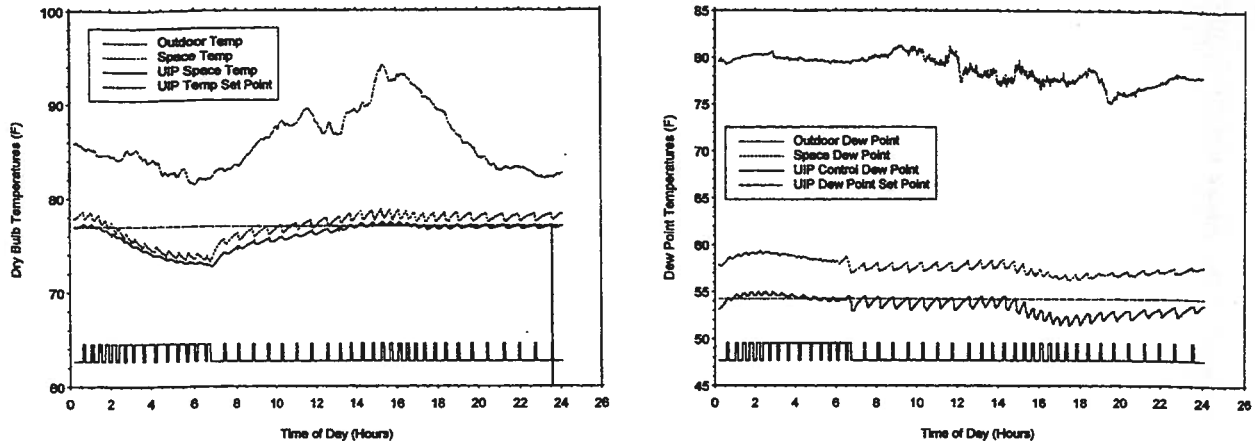 100
90
80
70
60
Dry Bulb Temperatures (F)
Outdoor Temp
Space Temp
UIP Space Temp
UIP Temp Set Point
0 2 4 6 8 10 12 14 16 18 20 22 24 26
Time of Day (Hours)
85
80
75
70
65
60
55
50
45
Dew Point Temperatures (F)
Outdoor Dew Point
Space Dew Point
UIP Control Dew Point
UIP Dew Point Set Point
0 2 4 6 8 10 12 14 16 18 20 22 24 26
Time of Day (Hours)